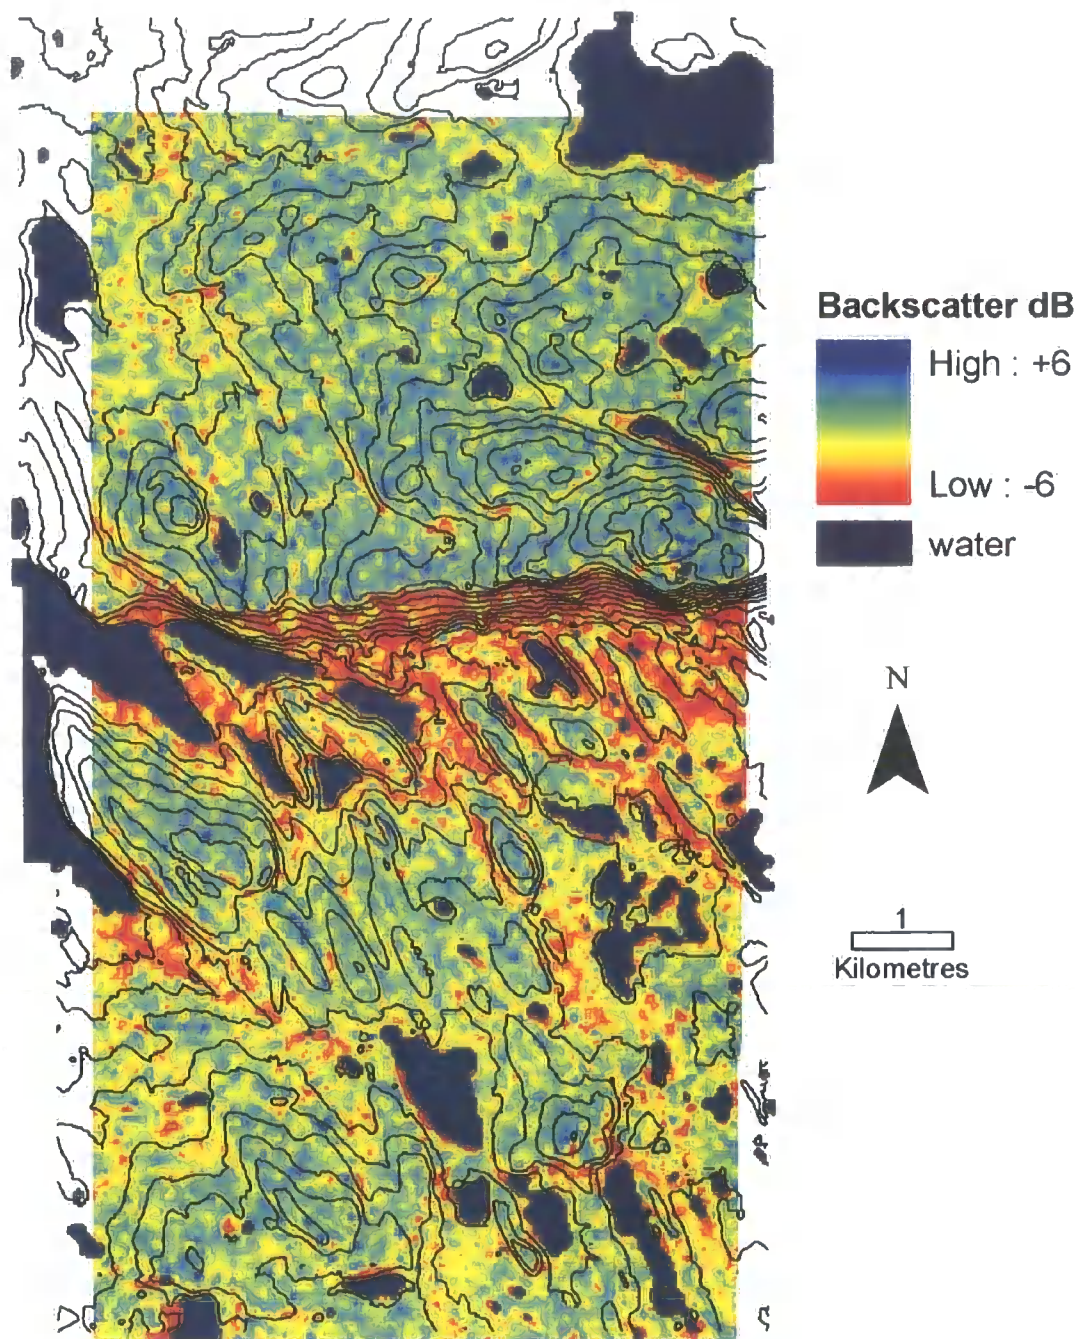 Backscatter dB
High : +6
Low : -6
water
N
1
Kilometres